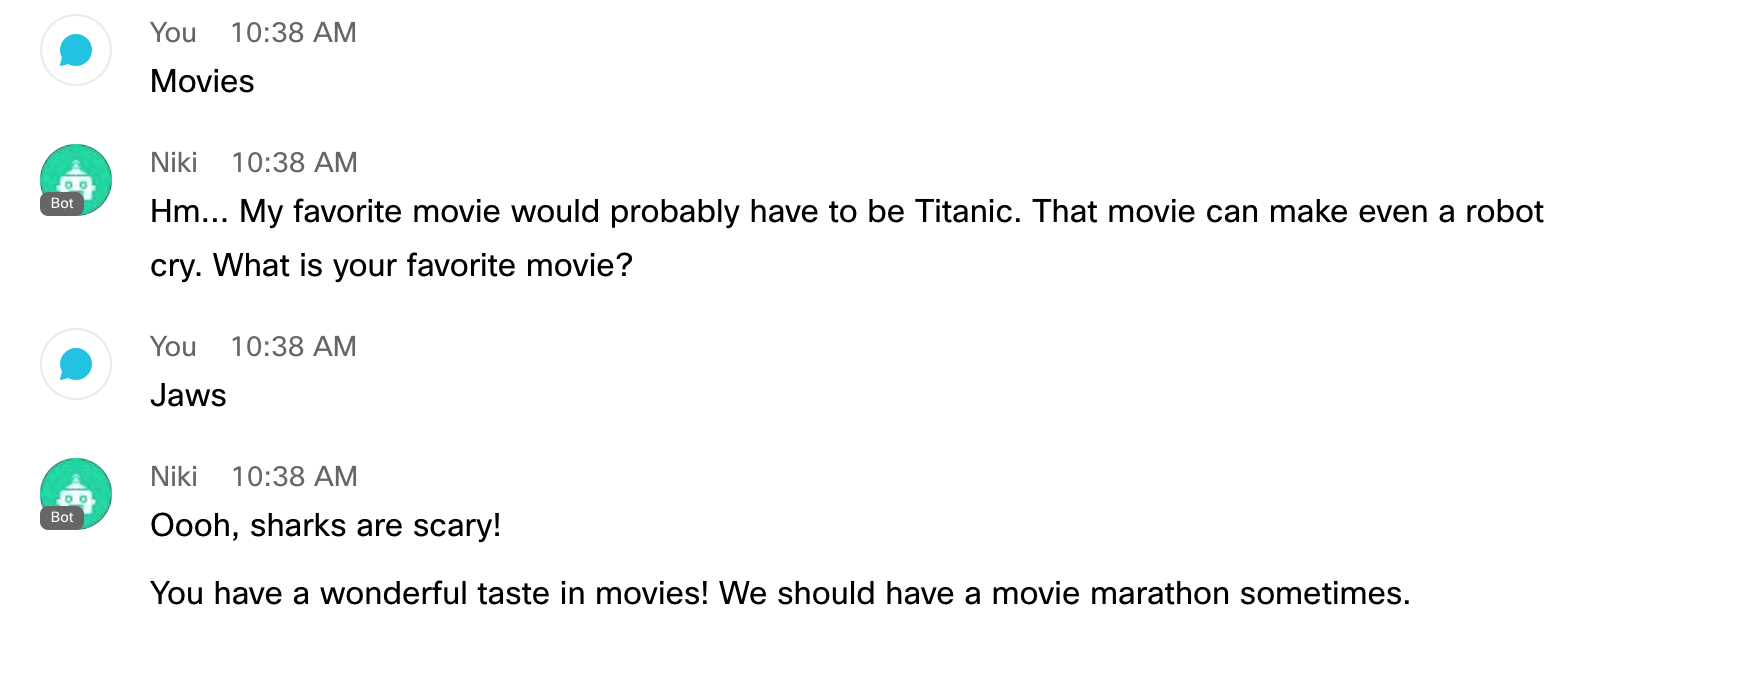 You 10:38 AM
Movies
Niki 10:38 AM
Bot
Hm... My favorite movie would probably have to be Titanic. That movie can make even a robot
cry. What is your favorite movie?
You 10:38 AM
Jaws
Niki 10:38 AM
Bot
Oooh, sharks are scary!
You have a wonderful taste in movies! We should have a movie marathon sometimes.